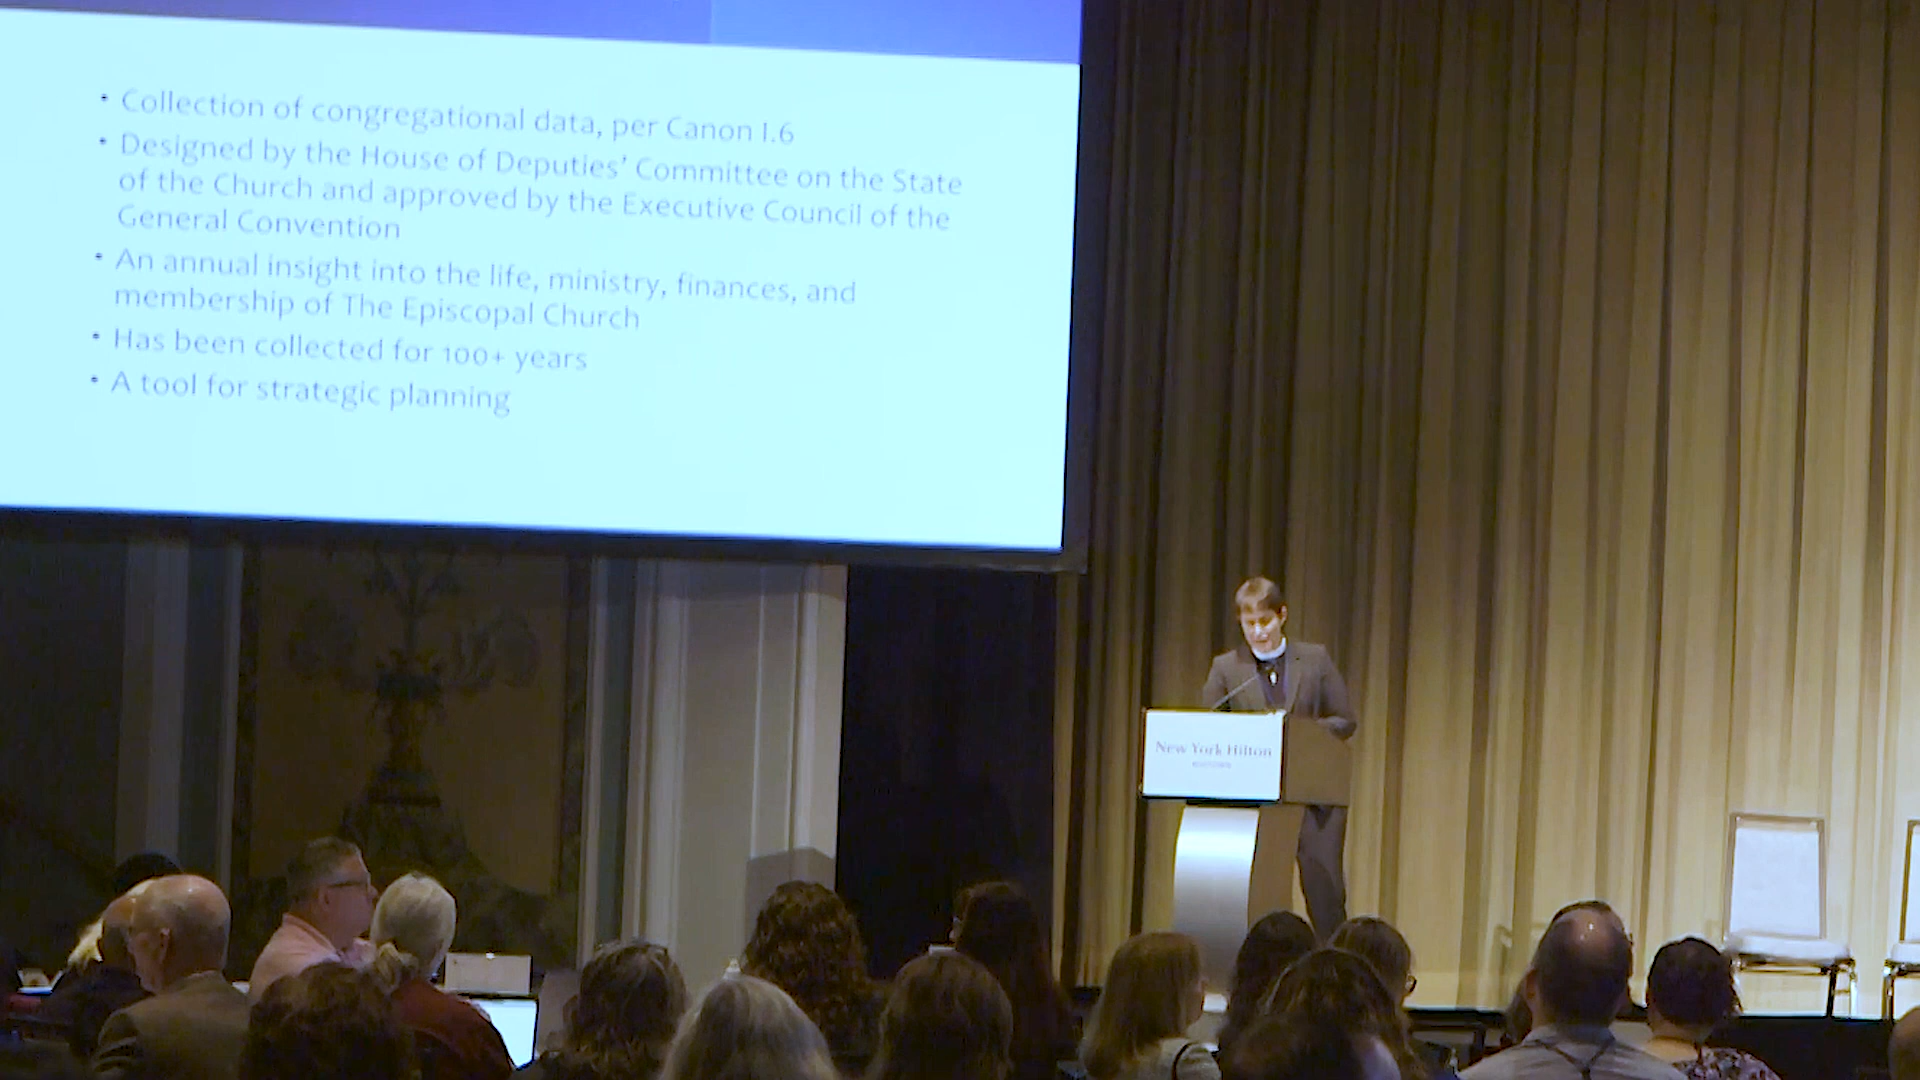 • Collection of congregational data, per Canon I.6
• Designed by the House of Deputies’ Committee on the State
of the Church and approved by the Executive Council of the
General Convention
• An annual insight into the life, ministry, finances, and
membership of The Episcopal Church
• Has been collected for 100+ years
• A tool for strategic planning
New York Hilton